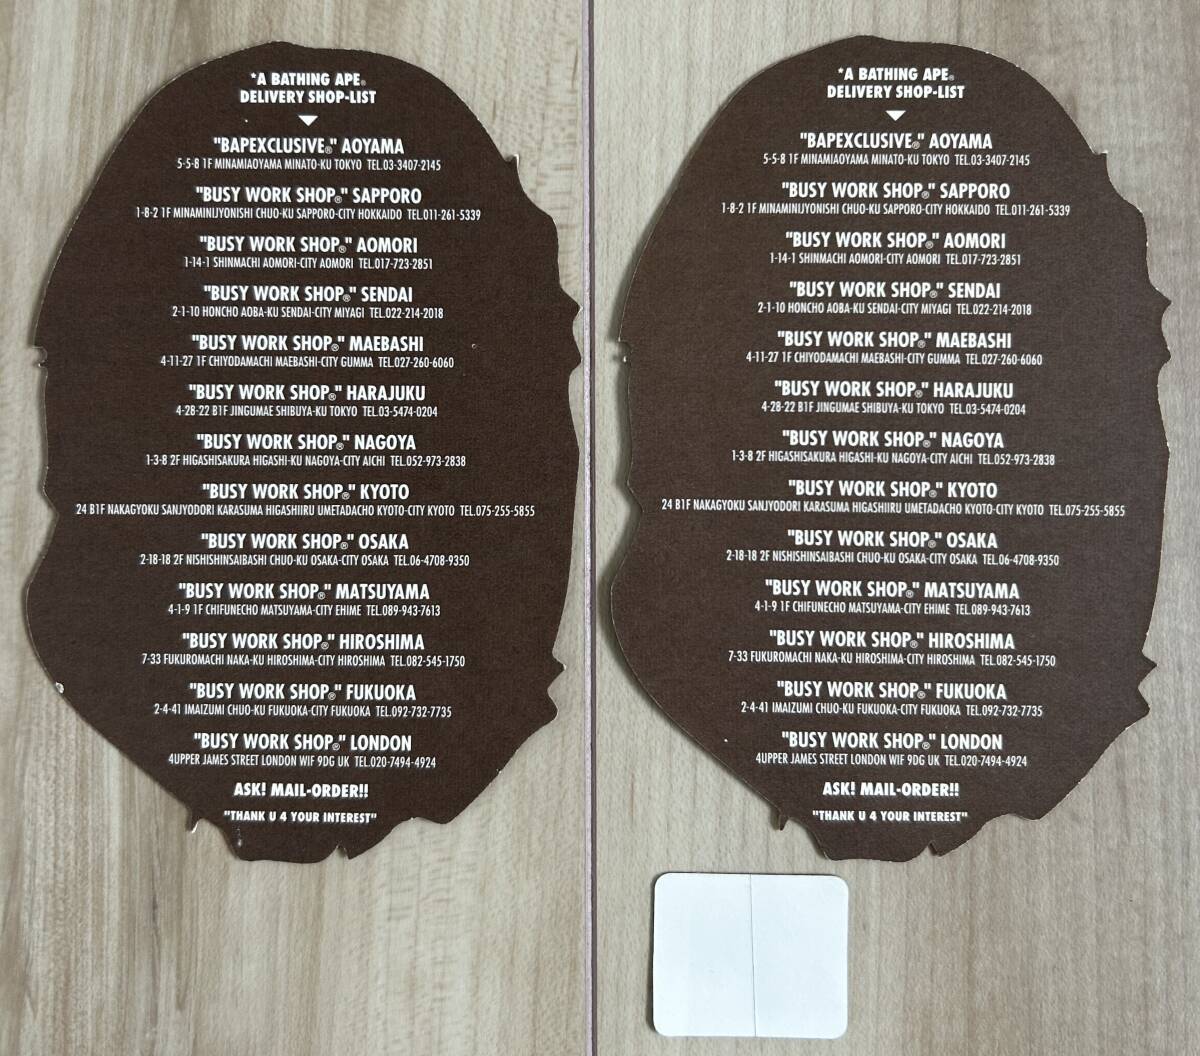 *A BATHING APE®
DELIVERY SHOP-LIST
"BAPEXCLUSIVE®" AOYAMA
5-5-8 1F MINAMIAOYAMA MINATO-KU TOKYO TEL.03-3407-2145
"BUSY WORK SHOP®" SAPPORO
1-8-2 1F MINAMINIJYONISHI CHUO-KU SAPPORO-CITY HOKKAIDO TEL.011-261-5339
"BUSY WORK SHOP®" AOMORI
1-14-1 SHINMACHI AOMORI-CITY AOMORI TEL.017-723-2851
"BUSY WORK SHOP®" SENDAI
2-1-10 HONCHO AOBA-KU SENDAI-CITY MIYAGI TEL.022-214-2018
"BUSY WORK SHOP®" MAEBASHI
4-11-27 1F CHIYODAMACHI MAEBASHI-CITY GUMMA TEL.027-260-6060
"BUSY WORK SHOP®" HARAJUKU
4-28-22 B1F JINGUMAE SHIBUYA-KU TOKYO TEL.03-5474-0204
"BUSY WORK SHOP®" NAGOYA
1-3-8 2F HIGASHISAKURA HIGASHI-KU NAGOYA-CITY AICHI TEL.052-973-2838
"BUSY WORK SHOP®" KYOTO
24 B1F NAKAGYOKU SANJYODORI KARASUMA HIGASHIIRU UMETADACHO KYOTO-CITY KYOTO TEL.075-255-5855
"BUSY WORK SHOP®" OSAKA
2-18-18 2F NISHISHINSAIBASHI CHUO-KU OSAKA-CITY OSAKA TEL.06-4708-9350
"BUSY WORK SHOP®" MATSUYAMA
4-1-9 1F CHIFUNECHO MATSUYAMA-CITY EHIME TEL.089-943-7613
"BUSY WORK SHOP®" HIROSHIMA
7-33 FUKUROMACHI NAKA-KU HIROSHIMA-CITY HIROSHIMA TEL.082-545-1750
"BUSY WORK SHOP®" FUKUOKA
2-4-41 IMAIZUMI CHUO-KU FUKUOKA-CITY FUKUOKA TEL.092-732-7735
"BUSY WORK SHOP®" LONDON
4UPPER JAMES STREET LONDON WIF 9DG UK TEL.020-7494-4924
ASK! MAIL-ORDER!!
"THANK U 4 YOUR INTEREST"
*A BATHING APE®
DELIVERY SHOP-LIST
"BAPEXCLUSIVE®" AOYAMA
5-5-8 1F MINAMIAOYAMA MINATO-KU TOKYO TEL.03-3407-2145
"BUSY WORK SHOP®" SAPPORO
1-8-2 1F MINAMINIJYONISHI CHUO-KU SAPPORO-CITY HOKKAIDO TEL.011-261-5339
"BUSY WORK SHOP®" AOMORI
1-14-1 SHINMACHI AOMORI-CITY AOMORI TEL.017-723-2851
"BUSY WORK SHOP®" SENDAI
2-1-10 HONCHO AOBA-KU SENDAI-CITY MIYAGI TEL.022-214-2018
"BUSY WORK SHOP®" MAEBASHI
4-11-27 1F CHIYODAMACHI MAEBASHI-CITY GUMMA TEL.027-260-6060
"BUSY WORK SHOP®" HARAJUKU
4-28-22 B1F JINGUMAE SHIBUYA-KU TOKYO TEL.03-5474-0204
"BUSY WORK SHOP®" NAGOYA
1-3-8 2F HIGASHISAKURA HIGASHI-KU NAGOYA-CITY AICHI TEL.052-973-2838
"BUSY WORK SHOP®" KYOTO
24 B1F NAKAGYOKU SANJYODORI KARASUMA HIGASHIIRU UMETADACHO KYOTO-CITY KYOTO TEL.075-255-5855
"BUSY WORK SHOP®" OSAKA
2-18-18 2F NISHISHINSAIBASHI CHUO-KU OSAKA-CITY OSAKA TEL.06-4708-9350
"BUSY WORK SHOP®" MATSUYAMA
4-1-9 1F CHIFUNECHO MATSUYAMA-CITY EHIME TEL.089-943-7613
"BUSY WORK SHOP®" HIROSHIMA
7-33 FUKUROMACHI NAKA-KU HIROSHIMA-CITY HIROSHIMA TEL.082-545-1750
"BUSY WORK SHOP®" FUKUOKA
2-4-41 IMAIZUMI CHUO-KU FUKUOKA-CITY FUKUOKA TEL.092-732-7735
"BUSY WORK SHOP®" LONDON
4UPPER JAMES STREET LONDON WIF 9DG UK TEL.020-7494-4924
ASK! MAIL-ORDER!!
"THANK U 4 YOUR INTEREST"